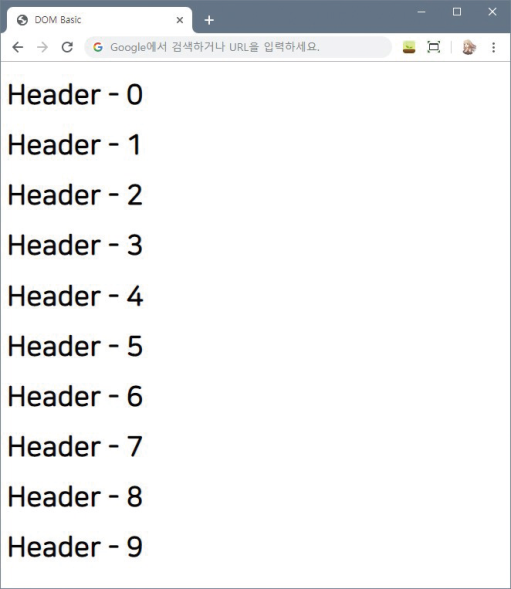 DOM Basic
Google에서 검색하거나 URL을 입력하세요.
Header - 0
Header - 1
Header - 2
Header - 3
Header - 4
Header - 5
Header - 6
Header - 7
Header - 8
Header - 9